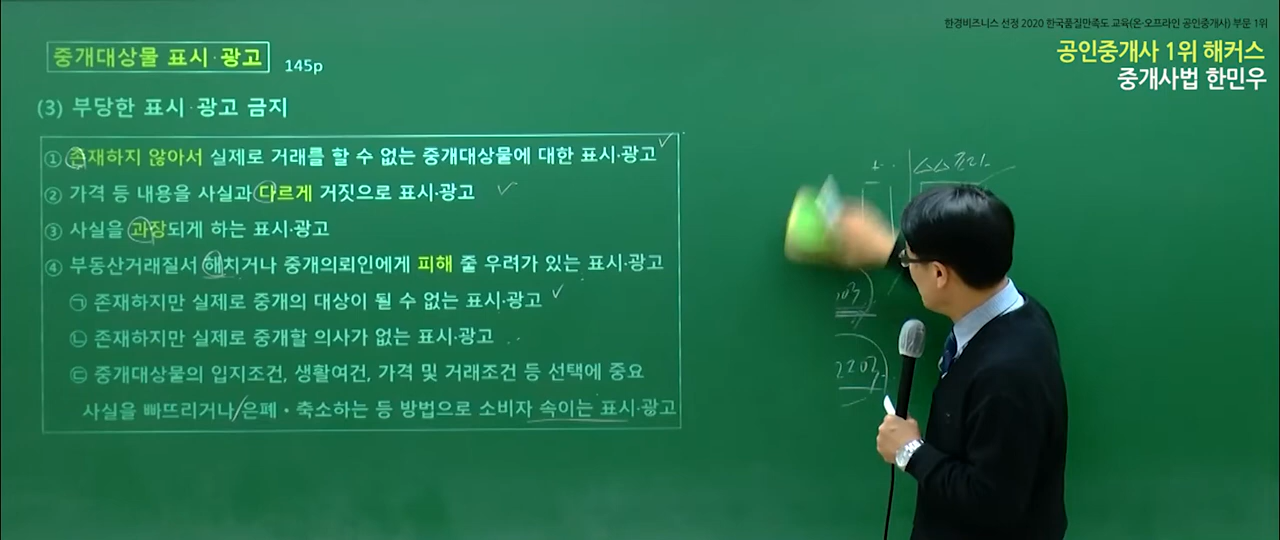 한경비즈니스 선정 2020 한국품질만족도 교육(온·오프라인 공인중개사) 부문 1위
공인중개사 1위 해커스
중개사법 한민우
중개대상물 표시·광고 145p
(3) 부당한 표시·광고 금지
① 존재하지 않아서 실제로 거래를 할 수 없는 중개대상물에 대한 표시·광고
② 가격 등 내용을 사실과 다르게 거짓으로 표시·광고
③ 사실을 과장되게 하는 표시·광고
④ 부동산거래질서 해치거나 중개의뢰인에게 피해 줄 우려가 있는 표시·광고
㉠ 존재하지만 실제로 중개의 대상이 될 수 없는 표시·광고
㉡ 존재하지만 실제로 중개할 의사가 없는 표시·광고
㉢ 중개대상물의 입지조건, 생활여건, 가격 및 거래조건 등 선택에 중요
사실을 빠뜨리거나 은폐·축소하는 등 방법으로 소비자 속이는 표시·광고